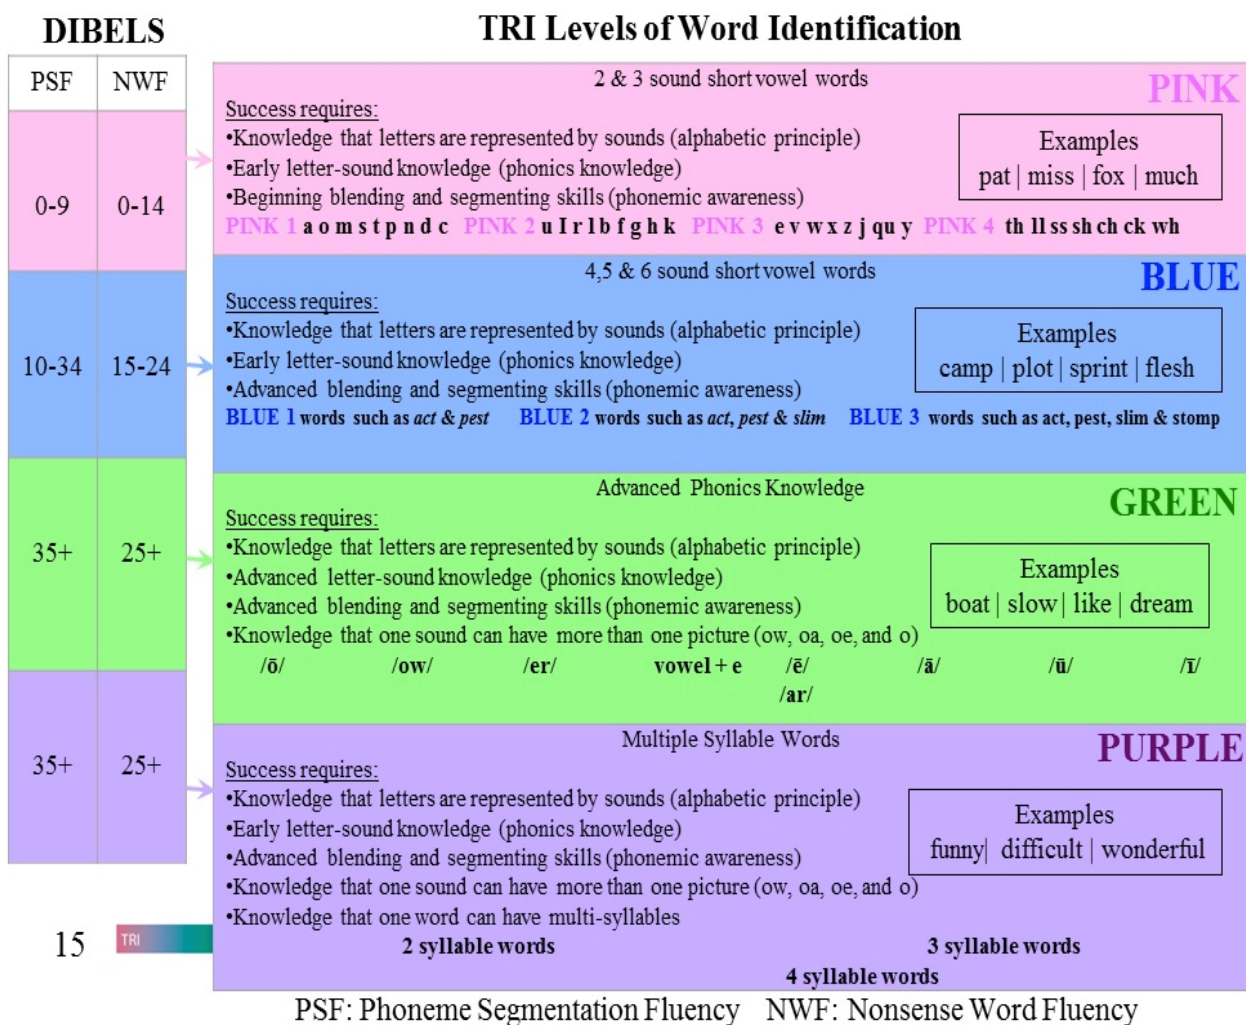 DIBELS
TRI Levels of Word Identification
PSF NWF
2 & 3 sound short vowel words
PINK
Success requires:
•Knowledge that letters are represented by sounds (alphabetic principle)
•Early letter-sound knowledge (phonics knowledge)
•Beginning blending and segmenting skills (phonemic awareness)
Examples
pat | miss | fox | much
0-9 0-14
PINK 1 a o m s t p n d c PINK 2 u I r l b f g h k PINK 3 e v w x z j qu y PINK 4 th ll ss sh ch ck wh
4,5 & 6 sound short vowel words
BLUE
Success requires:
•Knowledge that letters are represented by sounds (alphabetic principle)
•Early letter-sound knowledge (phonics knowledge)
•Advanced blending and segmenting skills (phonemic awareness)
Examples
camp | plot | sprint | flesh
10-34 15-24
BLUE 1 words such as act & pest BLUE 2 words such as act, pest & slim BLUE 3 words such as act, pest, slim & stomp
Advanced Phonics Knowledge
GREEN
Success requires:
•Knowledge that letters are represented by sounds (alphabetic principle)
•Advanced letter-sound knowledge (phonics knowledge)
•Advanced blending and segmenting skills (phonemic awareness)
•Knowledge that one sound can have more than one picture (ow, oa, oe, and o)
Examples
boat | slow | like | dream
35+ 25+
/ō/ /ow/ /er/ vowel + e /ē/ /ā/ /ū/ /ī/
/ar/
Multiple Syllable Words
PURPLE
Success requires:
•Knowledge that letters are represented by sounds (alphabetic principle)
•Early letter-sound knowledge (phonics knowledge)
•Advanced blending and segmenting skills (phonemic awareness)
•Knowledge that one sound can have more than one picture (ow, oa, oe, and o)
•Knowledge that one word can have multi-syllables
Examples
funny| difficult | wonderful
35+ 25+
2 syllable words 3 syllable words
4 syllable words
15 TRI
PSF: Phoneme Segmentation Fluency NWF: Nonsense Word Fluency